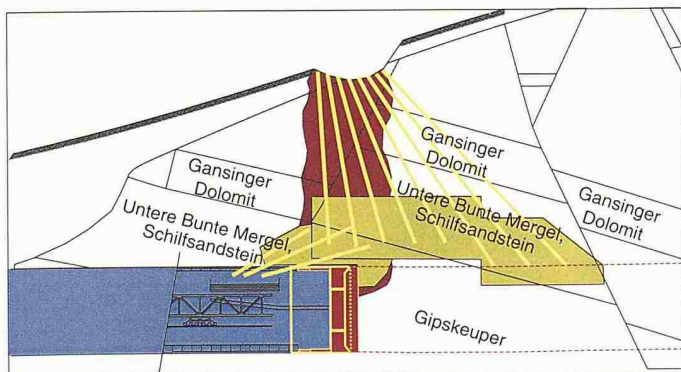 Gansinger
Dolomit
Gansinger
Dolomit
Untere Bunte Mergel,
Schilfsandstein
Gansinger
Dolomit
Untere Bunte Mergel,
Schilfsandstein
Gipskeuper